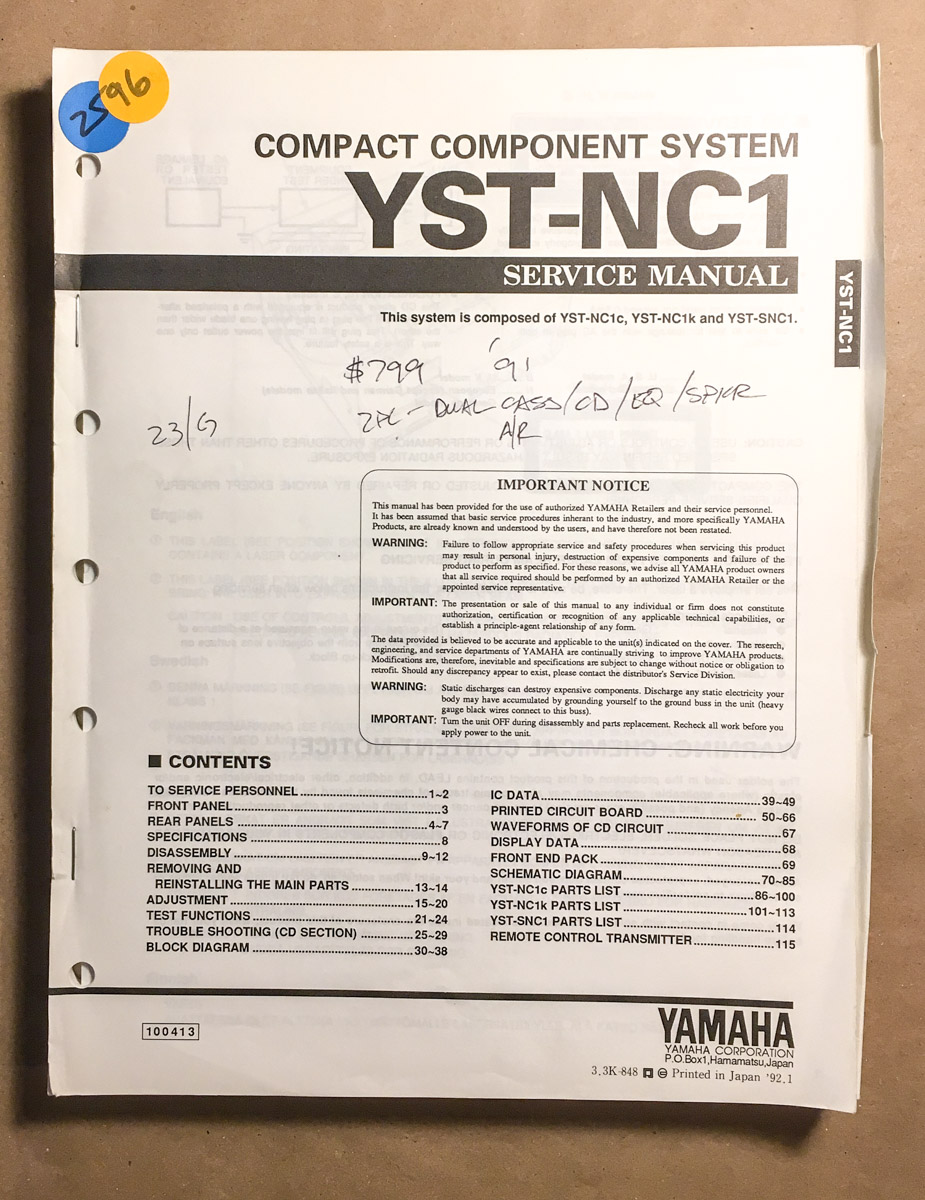 2596
COMPACT COMPONENT SYSTEM
YST-NC1
SERVICE MANUAL
YST-NC1
This system is composed of YST-NC1c, YST-NC1k and YST-SNC1.
$799 '91
23/G
2PC - DUAL CASS/CD/EQ/SPKR
A/R
IMPORTANT NOTICE
This manual has been provided for the use of authorized YAMAHA Retailers and their service personnel.
It has been assumed that basic service procedures inherant to the industry, and more specifically YAMAHA
Products, are already known and understood by the users, and have therefore not been restated.
WARNING: Failure to follow appropriate service and safety procedures when servicing this product
may result in personal injury, destruction of expensive components and failure of the
product to perform as specified. For these reasons, we advise all YAMAHA product owners
that all service required should be performed by an authorized YAMAHA Retailer or the
appointed service representative.
IMPORTANT: The presentation or sale of this manual to any individual or firm does not constitute
authorization, certification or recognition of any applicable technical capabilities, or
establish a principle-agent relationship of any form.
The data provided is believed to be accurate and applicable to the unit(s) indicated on the cover. The reserch,
engineering, and service departments of YAMAHA are continually striving to improve YAMAHA products.
Modifications are, therefore, inevitable and specifications are subject to change without notice or obligation to
retrofit. Should any discrepancy appear to exist, please contact the distributor's Service Division.
WARNING: Static discharges can destroy expensive components. Discharge any static electricity your
body may have accumulated by grounding yourself to the ground buss in the unit (heavy
gauge black wires connect to this buss).
IMPORTANT: Turn the unit OFF during disassembly and parts replacement. Recheck all work before you
apply power to the unit.
■ CONTENTS
TO SERVICE PERSONNEL 1~2
FRONT PANEL 3
REAR PANELS 4~7
SPECIFICATIONS 8
DISASSEMBLY 9~12
REMOVING AND
REINSTALLING THE MAIN PARTS 13~14
ADJUSTMENT 15~20
TEST FUNCTIONS 21~24
TROUBLE SHOOTING (CD SECTION) 25~29
BLOCK DIAGRAM 30~38
IC DATA 39~49
PRINTED CIRCUIT BOARD 50~66
WAVEFORMS OF CD CIRCUIT 67
DISPLAY DATA 68
FRONT END PACK 69
SCHEMATIC DIAGRAM 70~85
YST-NC1c PARTS LIST 86~100
YST-NC1k PARTS LIST 101~113
YST-SNC1 PARTS LIST 114
REMOTE CONTROL TRANSMITTER 115
100413
YAMAHA
YAMAHA CORPORATION
P.O.Box1,Hamamatsu,Japan
3.3K-848 © Printed in Japan '92.1